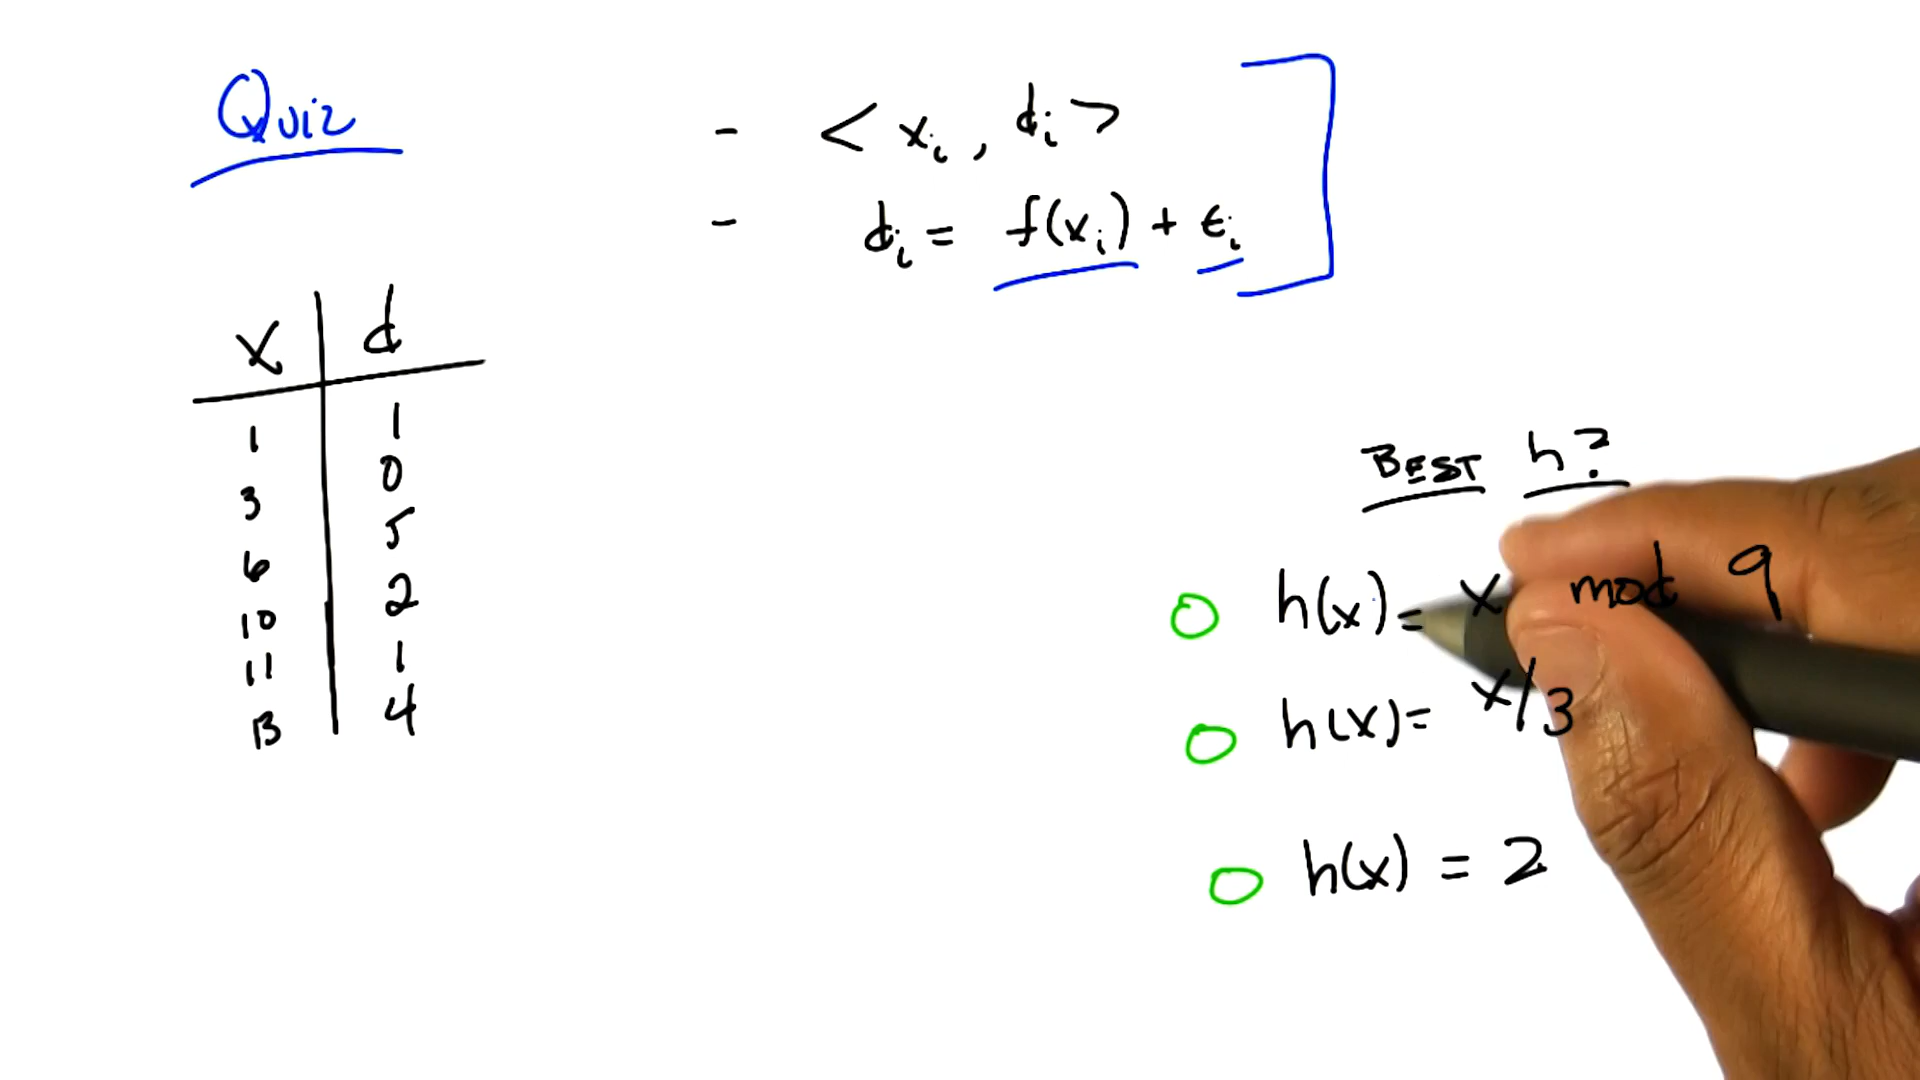 Quiz
- < xᵢ , dᵢ >
- dᵢ = f(xᵢ) + εᵢ
x d
1 1
3 0
6 5
10 2
11 1
13 4
BEST h?
h(x) = x mod 9
h(x) = x/3
h(x) = 2